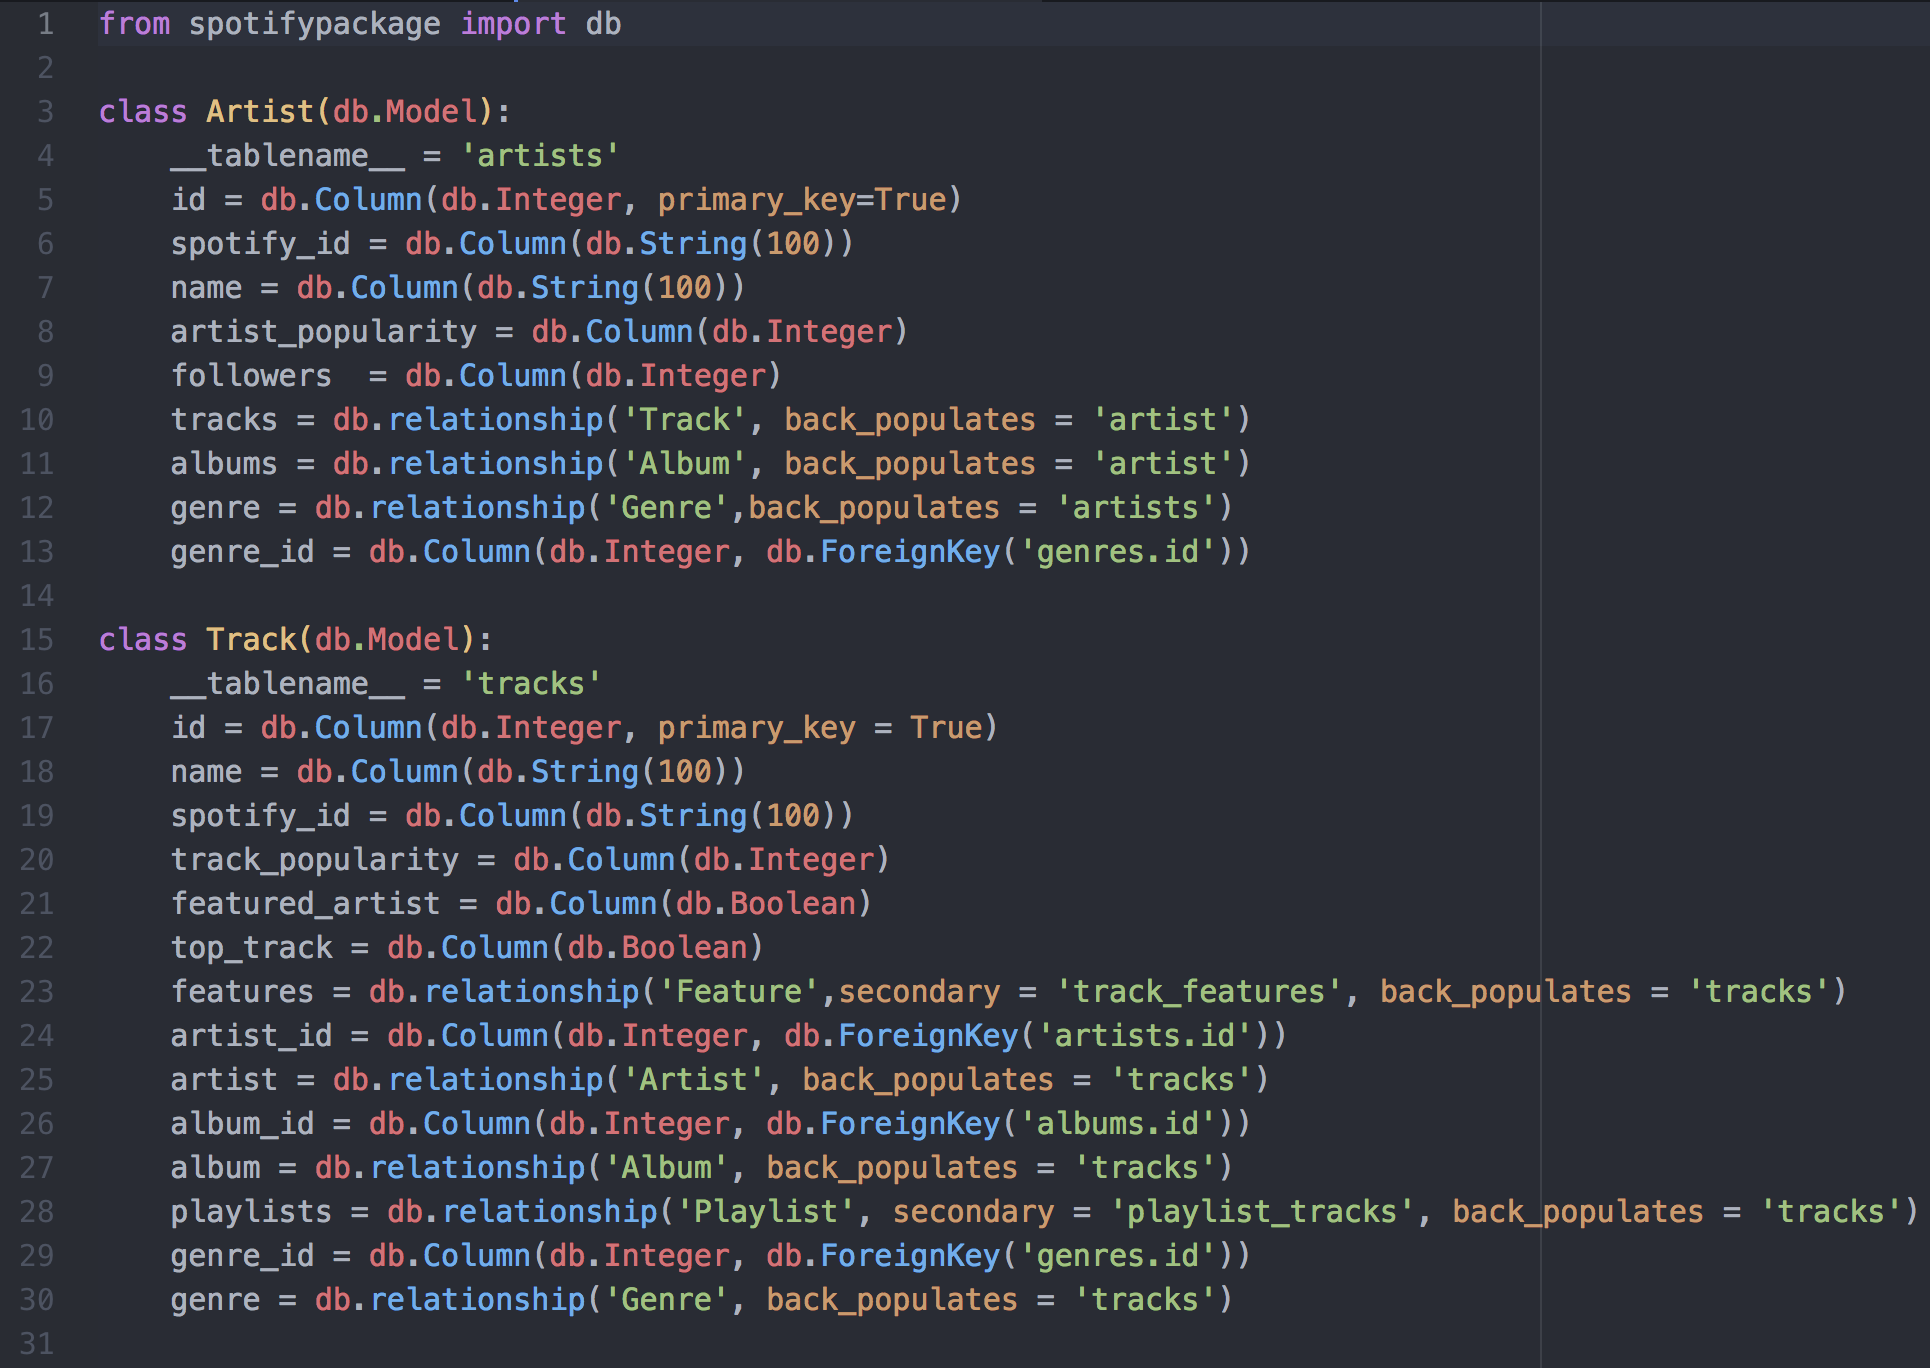 1 from spotifypackage import db
2
3 class Artist(db.Model):
4     __tablename__ = 'artists'
5     id = db.Column(db.Integer, primary_key=True)
6     spotify_id = db.Column(db.String(100))
7     name = db.Column(db.String(100))
8     artist_popularity = db.Column(db.Integer)
9     followers  = db.Column(db.Integer)
10     tracks = db.relationship('Track', back_populates = 'artist')
11     albums = db.relationship('Album', back_populates = 'artist')
12     genre = db.relationship('Genre',back_populates = 'artists')
13     genre_id = db.Column(db.Integer, db.ForeignKey('genres.id'))
14
15 class Track(db.Model):
16     __tablename__ = 'tracks'
17     id = db.Column(db.Integer, primary_key = True)
18     name = db.Column(db.String(100))
19     spotify_id = db.Column(db.String(100))
20     track_popularity = db.Column(db.Integer)
21     featured_artist = db.Column(db.Boolean)
22     top_track = db.Column(db.Boolean)
23     features = db.relationship('Feature',secondary = 'track_features', back_populates = 'tracks')
24     artist_id = db.Column(db.Integer, db.ForeignKey('artists.id'))
25     artist = db.relationship('Artist', back_populates = 'tracks')
26     album_id = db.Column(db.Integer, db.ForeignKey('albums.id'))
27     album = db.relationship('Album', back_populates = 'tracks')
28     playlists = db.relationship('Playlist', secondary = 'playlist_tracks', back_populates = 'tracks')
29     genre_id = db.Column(db.Integer, db.ForeignKey('genres.id'))
30     genre = db.relationship('Genre', back_populates = 'tracks')
31